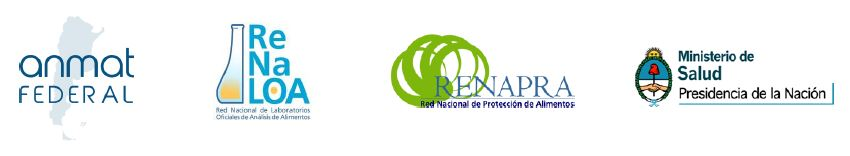 anmat
FEDERAL
Re
Na
LOA
Red Nacional de Laboratorios
Oficiales de Análisis de Alimentos
RENAPRA
Red Nacional de Protección de Alimentos
Ministerio de
Salud
Presidencia de la Nación